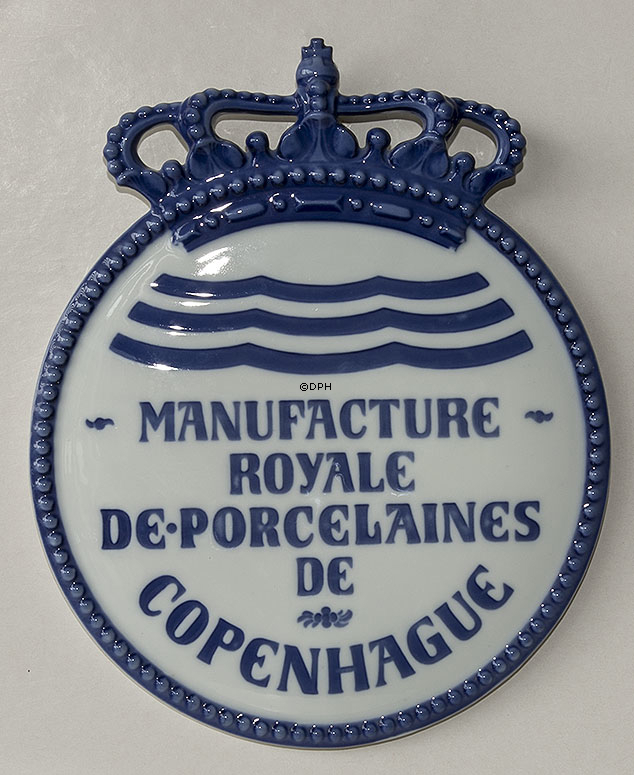 ©DPH
MANUFACTURE
ROYALE
DE·PORCELAINES
DE
COPENHAGUE